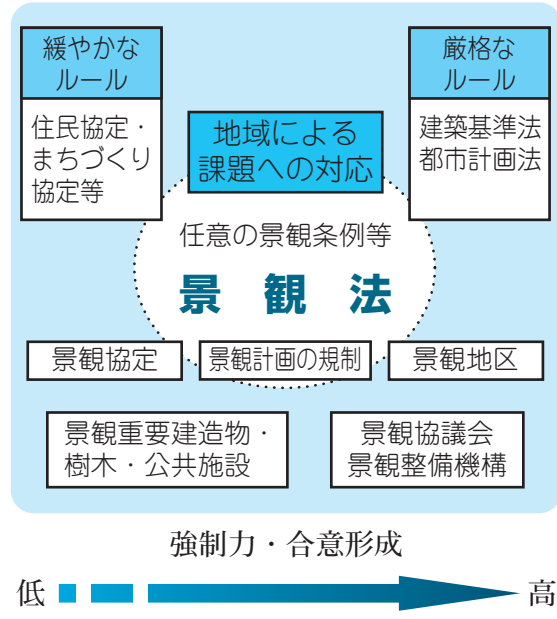 緩やかな
ルール
住民協定・
まちづくり
協定等
厳格な
ルール
建築基準法
都市計画法
地域による
課題への対応
任意の景観条例等
景観法
景観協定
景観計画の規制
景観地区
景観重要建造物・
樹木・公共施設
景観協議会
景観整備機構
強制力・合意形成
低
高